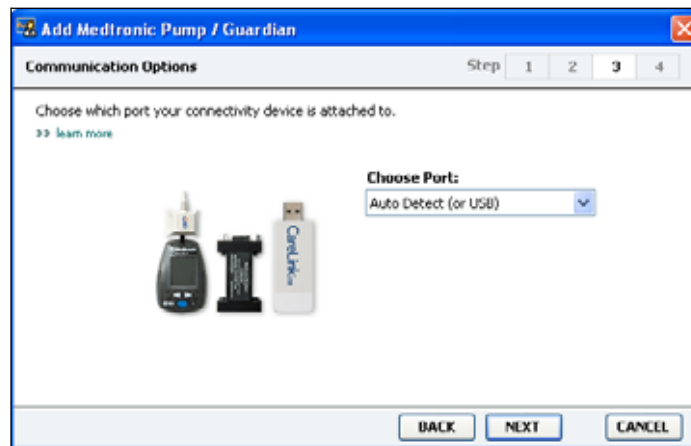 Add Medtronic Pump / Guardian
Communication Options
Step 1 2 3 4
Choose which port your connectivity device is attached to.
>> learn more
Choose Port:
Auto Detect (or USB)
CareLink
BACK NEXT CANCEL